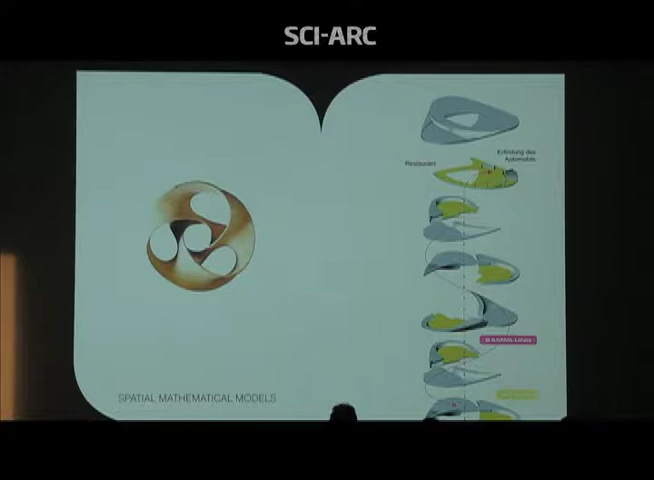 SCI-ARC
Erfindung des
Automobils
Restaurant
SPATIAL MATHEMATICAL MODELS